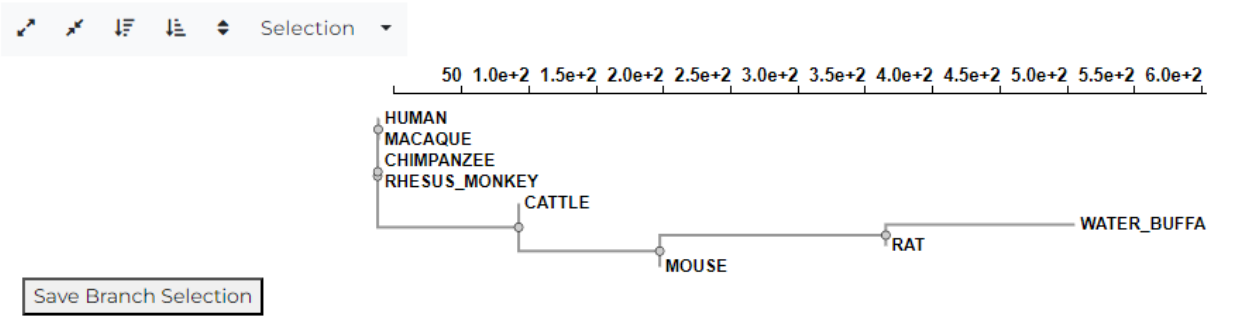 Selection
50 1.0e+2 1.5e+2 2.0e+2 2.5e+2 3.0e+2 3.5e+2 4.0e+2 4.5e+2 5.0e+2 5.5e+2 6.0e+2
HUMAN
MACAQUE
CHIMPANZEE
RHESUS_MONKEY
CATTLE
WATER_BUFFA
RAT
MOUSE
Save Branch Selection